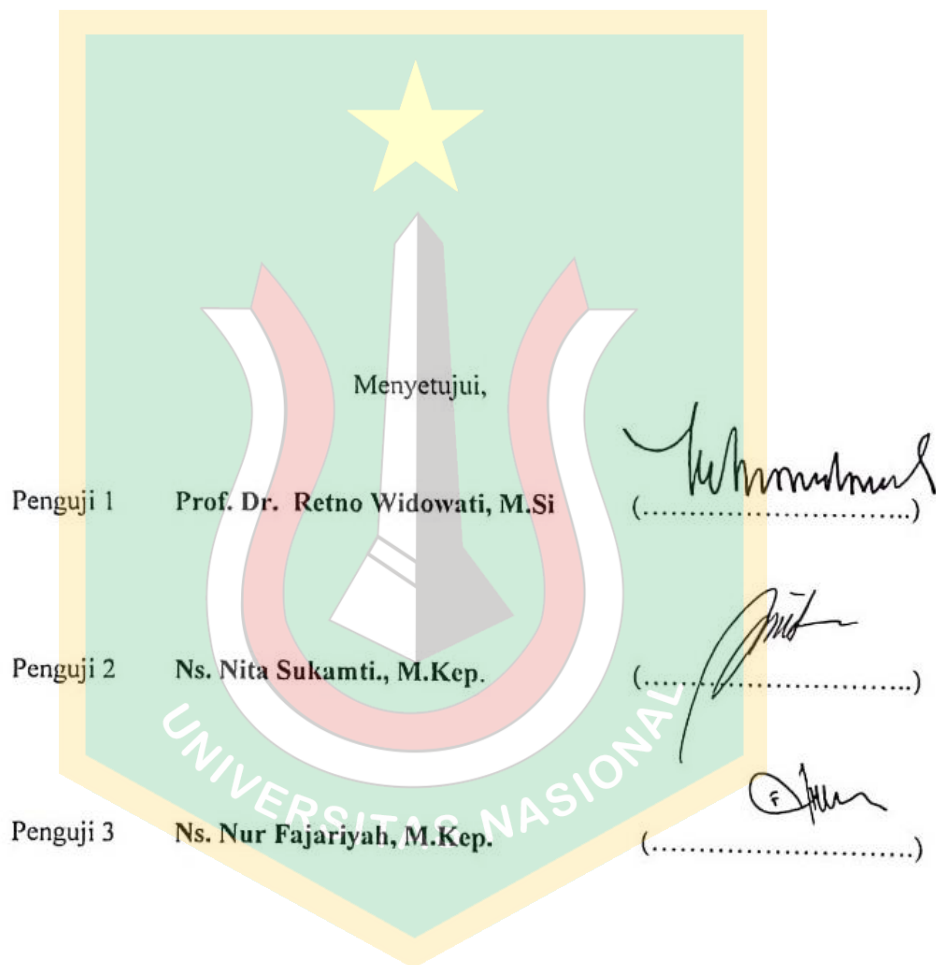 Menyetujui,
Penguji 1 Prof. Dr. Retno Widowati, M.Si (..............................)
Penguji 2 Ns. Nita Sukamti., M.Kep. (..............................)
Penguji 3 Ns. Nur Fajariyah, M.Kep. (..............................)
UNIVERSITAS NASIONAL